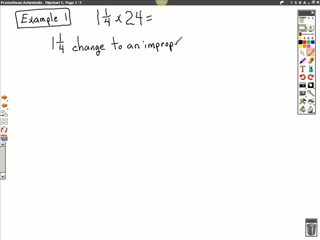 Example 1 1 1/4 × 24 =
1 1/4 change to an improp